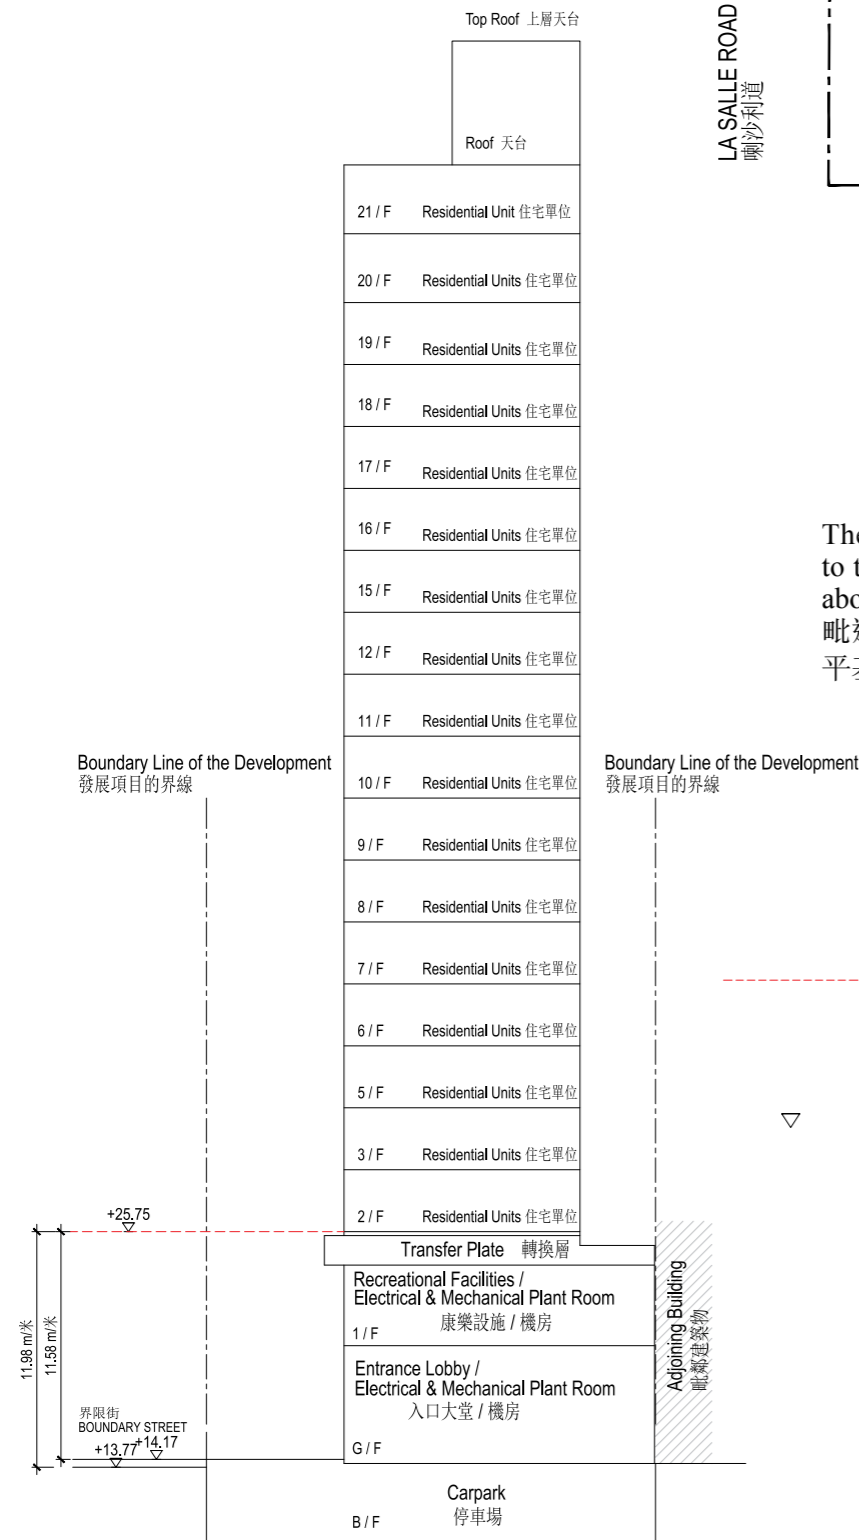 Top Roof 上層天台
LA SALLE ROAD
喇沙利道
Roof 天台
21 / F Residential Unit 住宅單位
20 / F Residential Units 住宅單位
19 / F Residential Units 住宅單位
18 / F Residential Units 住宅單位
17 / F Residential Units 住宅單位
16 / F Residential Units 住宅單位
15 / F Residential Units 住宅單位
12 / F Residential Units 住宅單位
11 / F Residential Units 住宅單位
10 / F Residential Units 住宅單位
9 / F Residential Units 住宅單位
8 / F Residential Units 住宅單位
7 / F Residential Units 住宅單位
6 / F Residential Units 住宅單位
5 / F Residential Units 住宅單位
3 / F Residential Units 住宅單位
2 / F Residential Units 住宅單位
to
毗
平
Boundary Line of the Development
發展項目的界線
Boundary Line of the Development
發展項目的界線
+25.75
Transfer Plate 轉換層
Recreational Facilities /
Electrical & Mechanical Plant Room
康樂設施 / 機房
1 / F
Entrance Lobby /
Electrical & Mechanical Plant Room
入口大堂 / 機房
G / F
Adjoining Building
毗鄰建築物
11.98 m/米
11.58 m/米
界限街
BOUNDARY STREET
+13.77
+14.17
Carpark
停車場
B / F